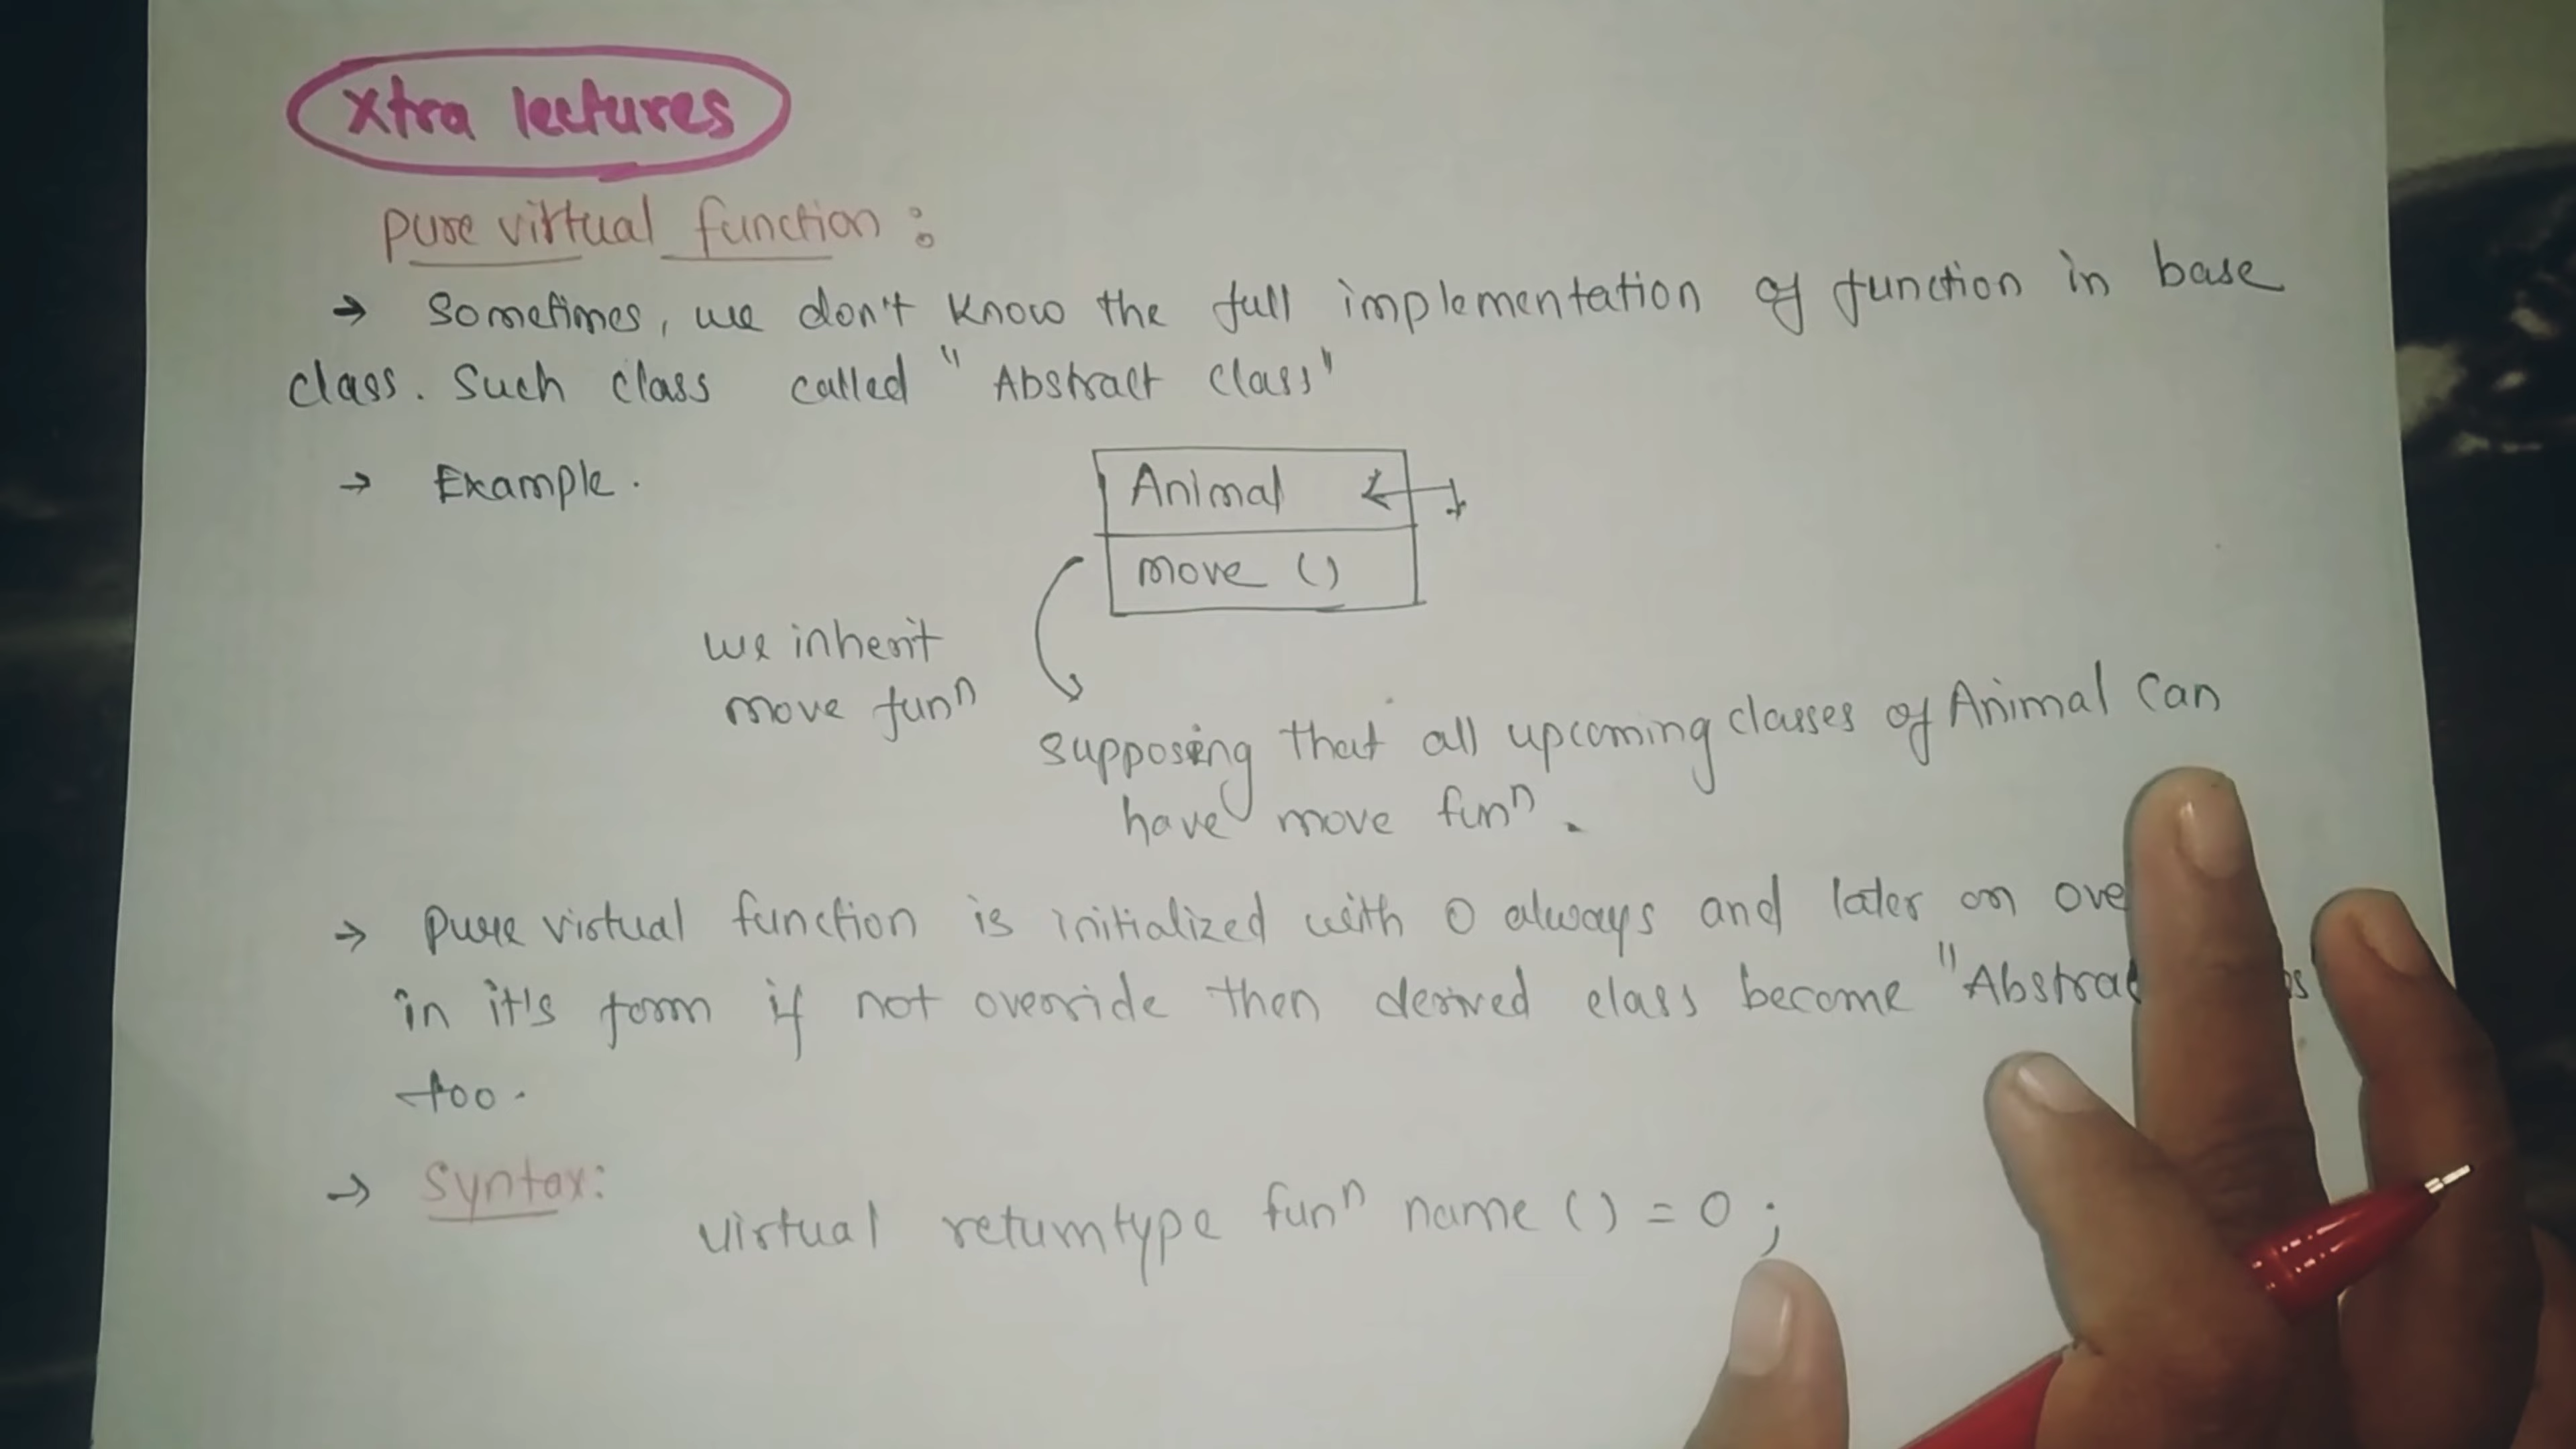 Xtra lectures
Pure virtual function :
→ Sometimes, we don't know the full implementation of function in base
class. Such class called "Abstract Class"
→ Example.
Animal
move ()
we inherit
move funⁿ
supposing that all upcoming classes of Animal can
have move funⁿ.
→ Pure virtual function is initialized with 0 always and later on
in it's form if not override then derived class become "
too.
→ Syntax:
virtual returntype funⁿ name () = 0 ;